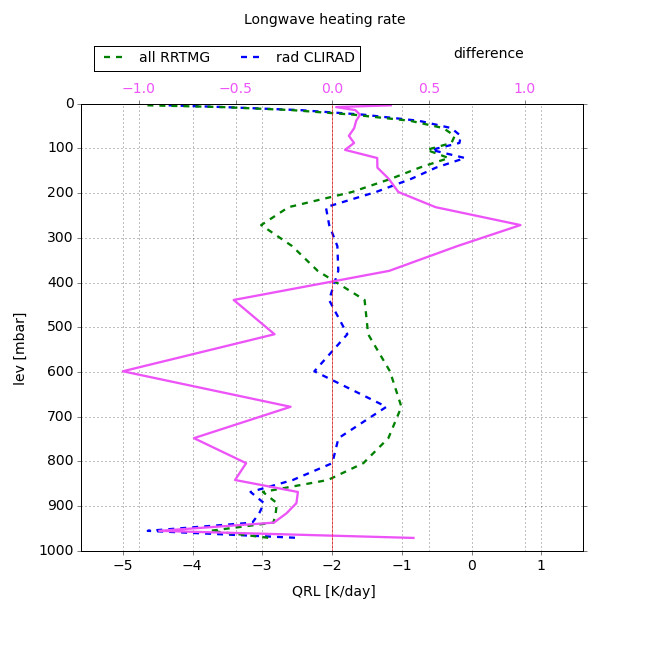 Longwave heating rate
all RRTMG
rad CLIRAD
difference
−1.0 −0.5 0.0 0.5 1.0
0
100
200
300
400
500
600
700
800
900
1000
lev [mbar]
−5 −4 −3 −2 −1 0 1
QRL [K/day]